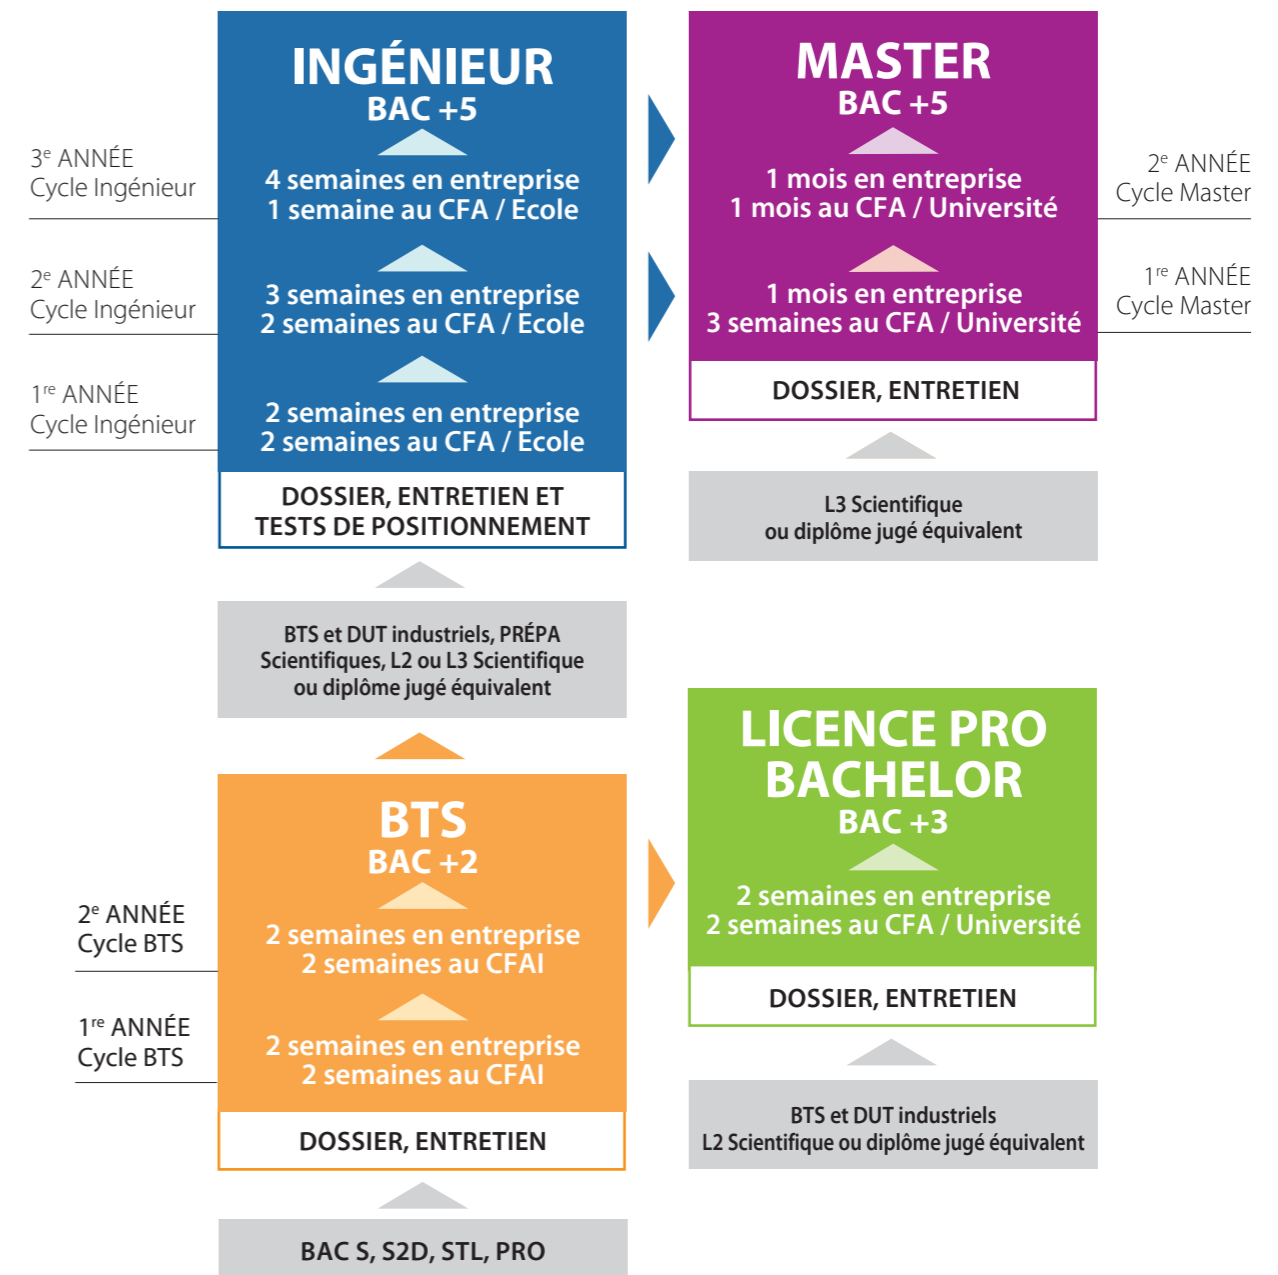 INGÉNIEUR
BAC +5
3e ANNÉE
Cycle Ingénieur
4 semaines en entreprise
1 semaine au CFA / Ecole
2e ANNÉE
Cycle Ingénieur
3 semaines en entreprise
2 semaines au CFA / Ecole
1re ANNÉE
Cycle Ingénieur
2 semaines en entreprise
2 semaines au CFA / Ecole
DOSSIER, ENTRETIEN ET
TESTS DE POSITIONNEMENT
BTS et DUT industriels, PRÉPA
Scientifiques, L2 ou L3 Scientifique
ou diplôme jugé équivalent
MASTER
BAC +5
1 mois en entreprise
1 mois au CFA / Université
2e ANNÉE
Cycle Master
1 mois en entreprise
3 semaines au CFA / Université
1re ANNÉE
Cycle Master
DOSSIER, ENTRETIEN
L3 Scientifique
ou diplôme jugé équivalent
BTS
BAC +2
2e ANNÉE
Cycle BTS
2 semaines en entreprise
2 semaines au CFAI
1re ANNÉE
Cycle BTS
2 semaines en entreprise
2 semaines au CFAI
DOSSIER, ENTRETIEN
BAC S, S2D, STL, PRO
LICENCE PRO
BACHELOR
BAC +3
2 semaines en entreprise
2 semaines au CFA / Université
DOSSIER, ENTRETIEN
BTS et DUT industriels
L2 Scientifique ou diplôme jugé équivalent